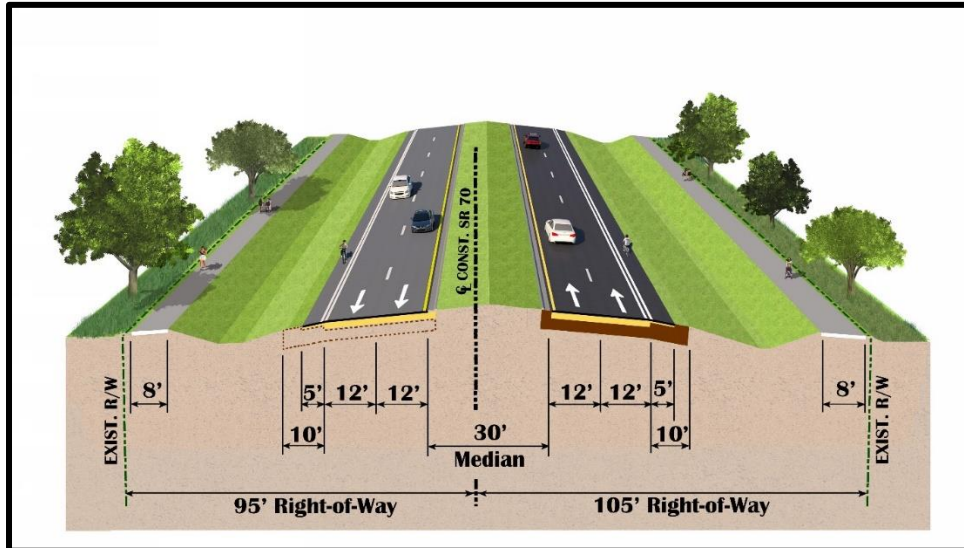 ℄ CONST. SR 70
8’
5’
12’
12’
12’
12’
5’
8’
10’
30’
10’
Median
EXIST. R/W
EXIST. R/W
95’ Right-of-Way
105’ Right-of-Way